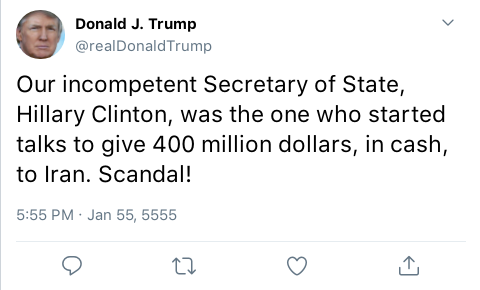 Donald J. Trump
@realDonaldTrump
Our incompetent Secretary of State,
Hillary Clinton, was the one who started
talks to give 400 million dollars, in cash,
to Iran. Scandal!
5:55 PM · Jan 55, 5555